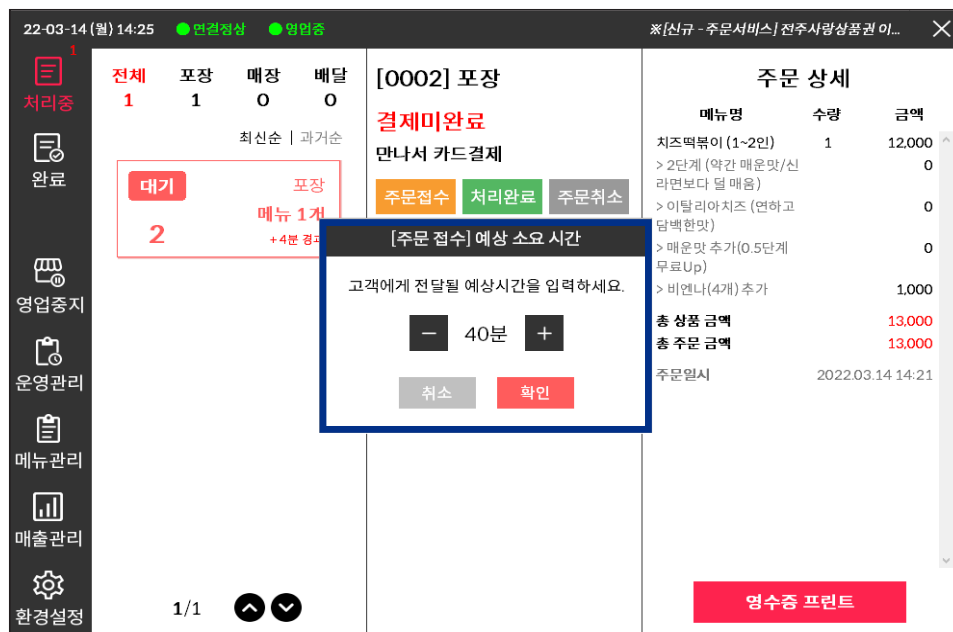 22-03-14 (월) 14:25 연결정상 영업중 ※[신규 - 주문서비스] 전주사랑상품권 이...
1
처리중
완료
영업중지
운영관리
메뉴관리
매출관리
환경설정
전체 포장 매장 배달
1 1 0 0
최신순 | 과거순
대기 포장
메뉴 1개
2 +4분 경과
1/1
[0002] 포장
결제미완료
만나서 카드결제
주문접수 처리완료 주문취소
[주문 접수] 예상 소요 시간
고객에게 전달될 예상시간을 입력하세요.
− 40분 +
취소 확인
주문 상세
메뉴명 수량 금액
치즈떡볶이 (1~2인) 1 12,000
> 2단계 (약간 매운맛/신 0
라면보다 덜 매움)
> 이탈리아치즈 (연하고 0
담백한맛)
> 매운맛 추가(0.5단계 0
무료Up)
> 비엔나(4개) 추가 1,000
총 상품 금액 13,000
총 주문 금액 13,000
주문일시 2022.03.14 14:21
영수증 프린트